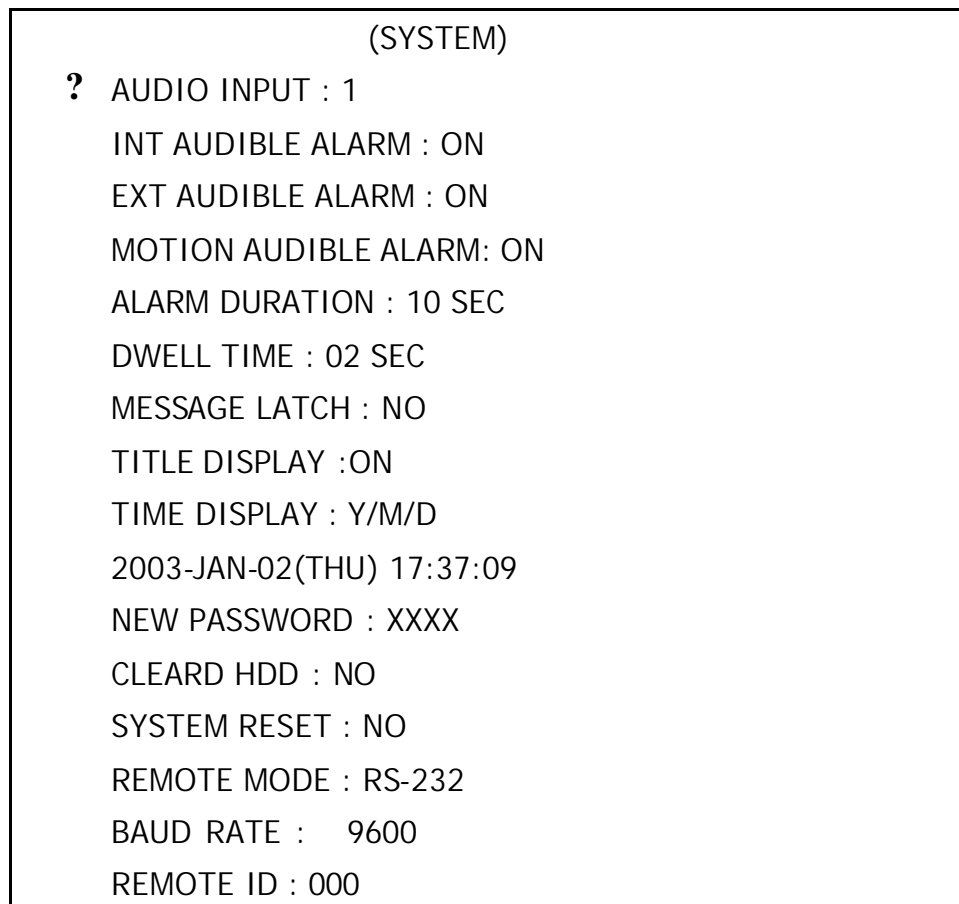 (SYSTEM)
? AUDIO INPUT : 1
INT AUDIBLE ALARM : ON
EXT AUDIBLE ALARM : ON
MOTION AUDIBLE ALARM: ON
ALARM DURATION : 10 SEC
DWELL TIME : 02 SEC
MESSAGE LATCH : NO
TITLE DISPLAY :ON
TIME DISPLAY : Y/M/D
2003-JAN-02(THU) 17:37:09
NEW PASSWORD : XXXX
CLEARD HDD : NO
SYSTEM RESET : NO
REMOTE MODE : RS-232
BAUD RATE : 9600
REMOTE ID : 000